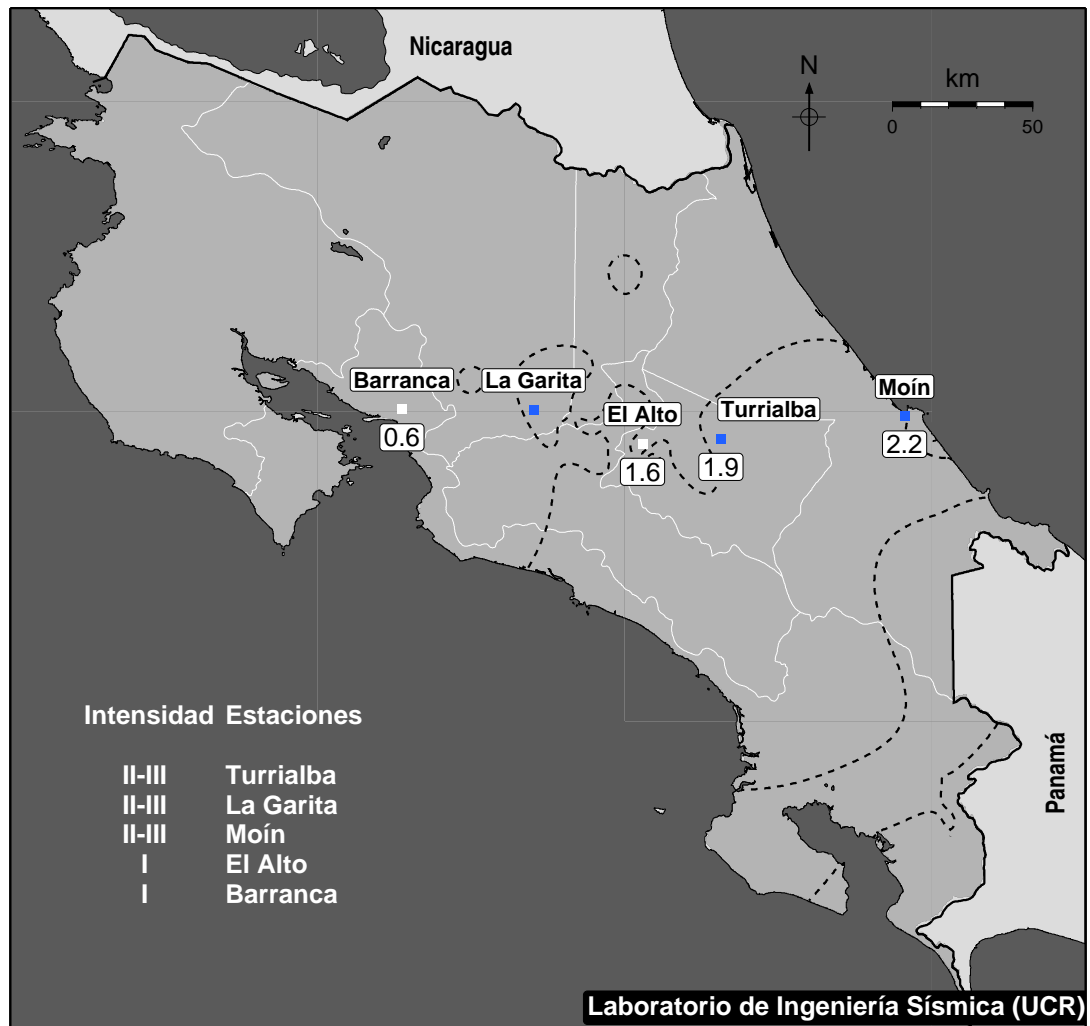 Nicaragua
N
km
0
50
Barranca
La Garita
El Alto
Turrialba
Moín
0.6
1.6
1.9
2.2
Intensidad Estaciones
II-III Turrialba
II-III La Garita
II-III Moín
I El Alto
I Barranca
Panamá
Laboratorio de Ingeniería Sísmica (UCR)